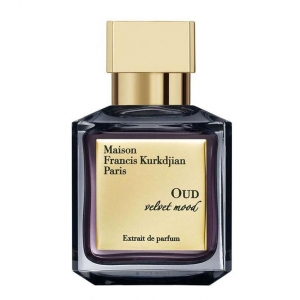 Maison
Francis Kurkdjian
Paris
OUD
velvet mood
Extrait de parfum